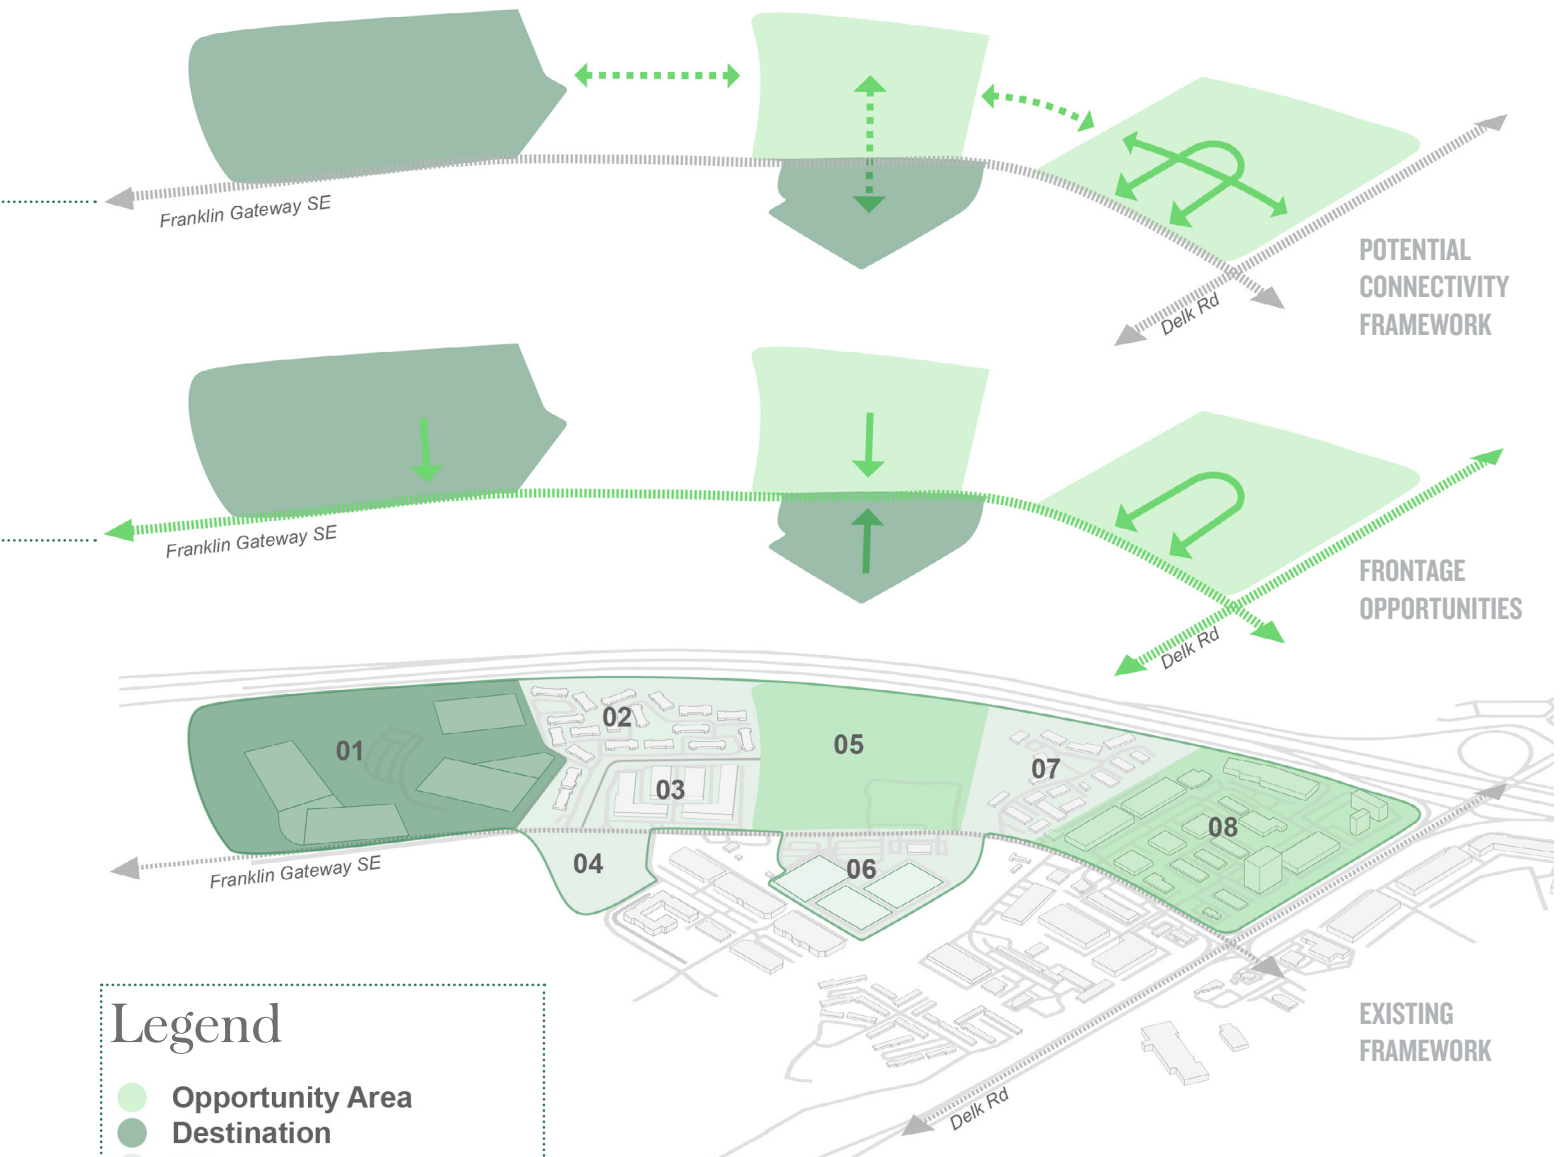 Franklin Gateway SE
Delk Rd
POTENTIAL
CONNECTIVITY
FRAMEWORK
Franklin Gateway SE
Delk Rd
FRONTAGE
OPPORTUNITIES
01
02
03
04
05
06
07
08
Franklin Gateway SE
Delk Rd
EXISTING
FRAMEWORK
Legend
Opportunity Area
Destination